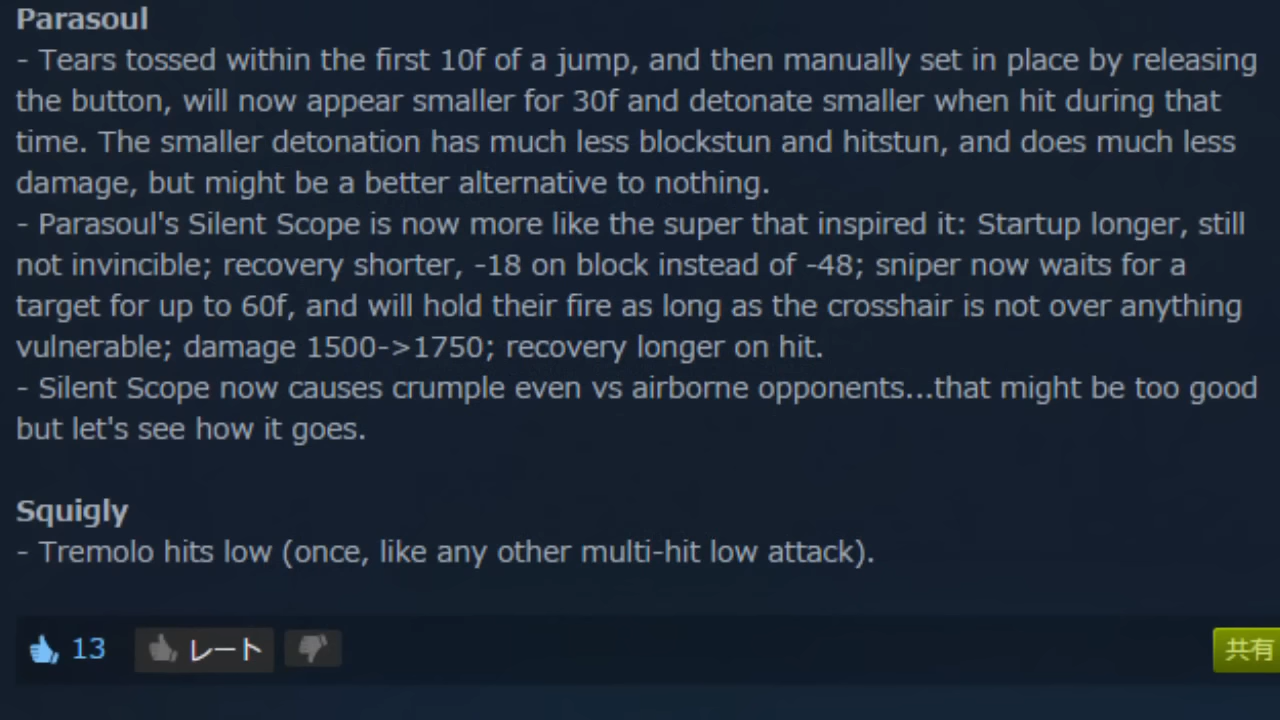 Parasoul
- Tears tossed within the first 10f of a jump, and then manually set in place by releasing
the button, will now appear smaller for 30f and detonate smaller when hit during that
time. The smaller detonation has much less blockstun and hitstun, and does much less
damage, but might be a better alternative to nothing.
- Parasoul's Silent Scope is now more like the super that inspired it: Startup longer, still
not invincible; recovery shorter, -18 on block instead of -48; sniper now waits for a
target for up to 60f, and will hold their fire as long as the crosshair is not over anything
vulnerable; damage 1500->1750; recovery longer on hit.
- Silent Scope now causes crumple even vs airborne opponents...that might be too good
but let's see how it goes.
Squigly
- Tremolo hits low (once, like any other multi-hit low attack).
13 レート 共有